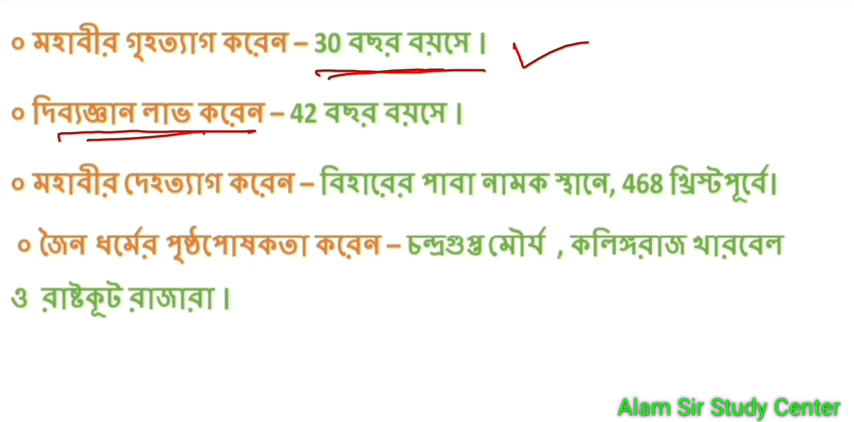 ০ মহাবীর গৃহত্যাগ করেন – 30 বছর বয়সে ।
০ দিব্যজ্ঞান লাভ করেন – 42 বছর বয়সে ।
০ মহাবীর দেহত্যাগ করেন – বিহারের পাবা নামক স্থানে, 468 খ্রিস্টপূর্বে।
০ জৈন ধর্মের পৃষ্ঠপোষকতা করেন – চন্দ্রগুপ্ত মৌর্য , কলিঙ্গরাজ খারবেল
ও রাষ্টকূট রাজারা ।
Alam Sir Study Center